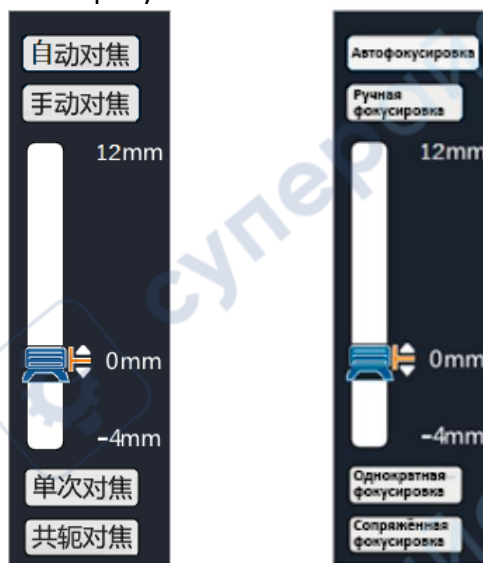 自动对焦
手动对焦
12mm
0mm
-4mm
单次对焦
共轭对焦
Автофокусировка
Ручная
фокусировка
12mm
0mm
-4mm
Однократная
фокусировка
Сопряжённая
фокусировка